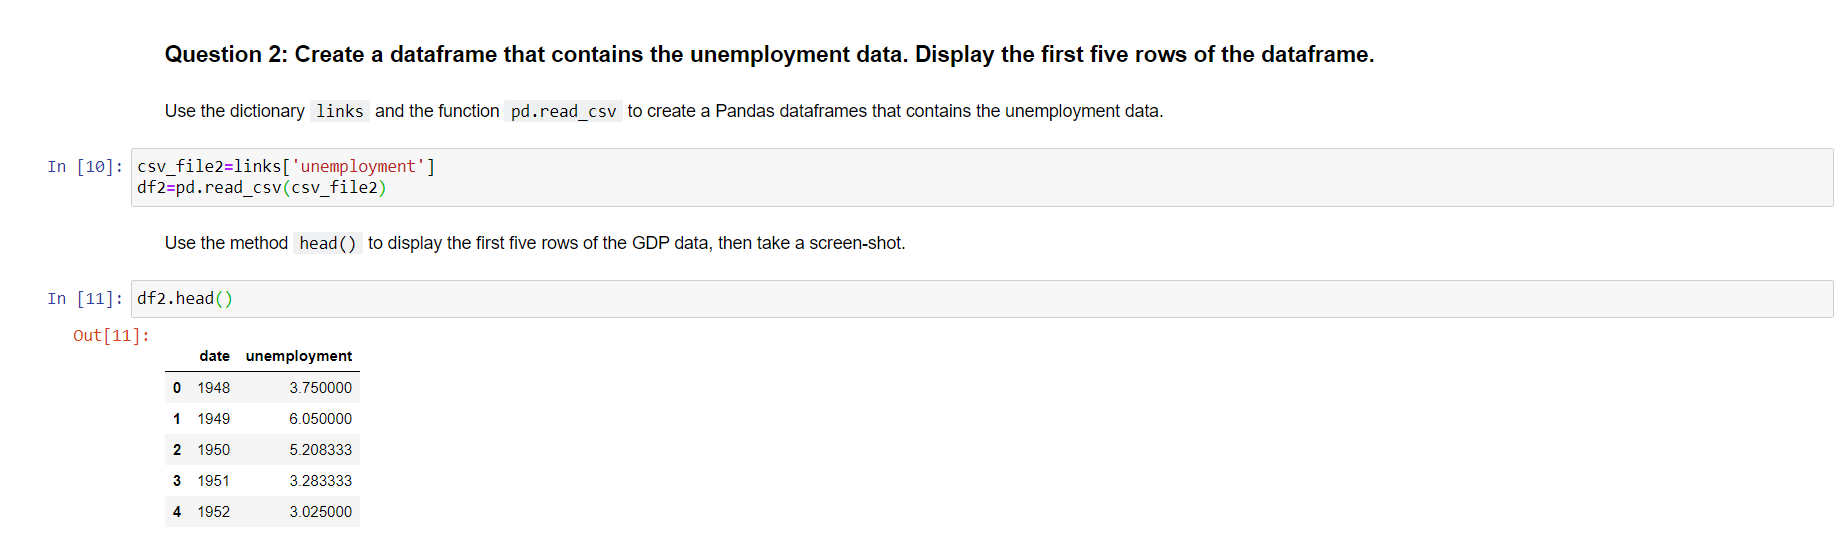 Question 2: Create a dataframe that contains the unemployment data. Display the first five rows of the dataframe.
Use the dictionary links and the function pd.read_csv to create a Pandas dataframes that contains the unemployment data.
In [10]: csv_file2=links['unemployment']
df2=pd.read_csv(csv_file2)
Use the method head() to display the first five rows of the GDP data, then take a screen-shot.
In [11]: df2.head()
Out[11]:
date unemployment
0 1948 3.750000
1 1949 6.050000
2 1950 5.208333
3 1951 3.283333
4 1952 3.025000